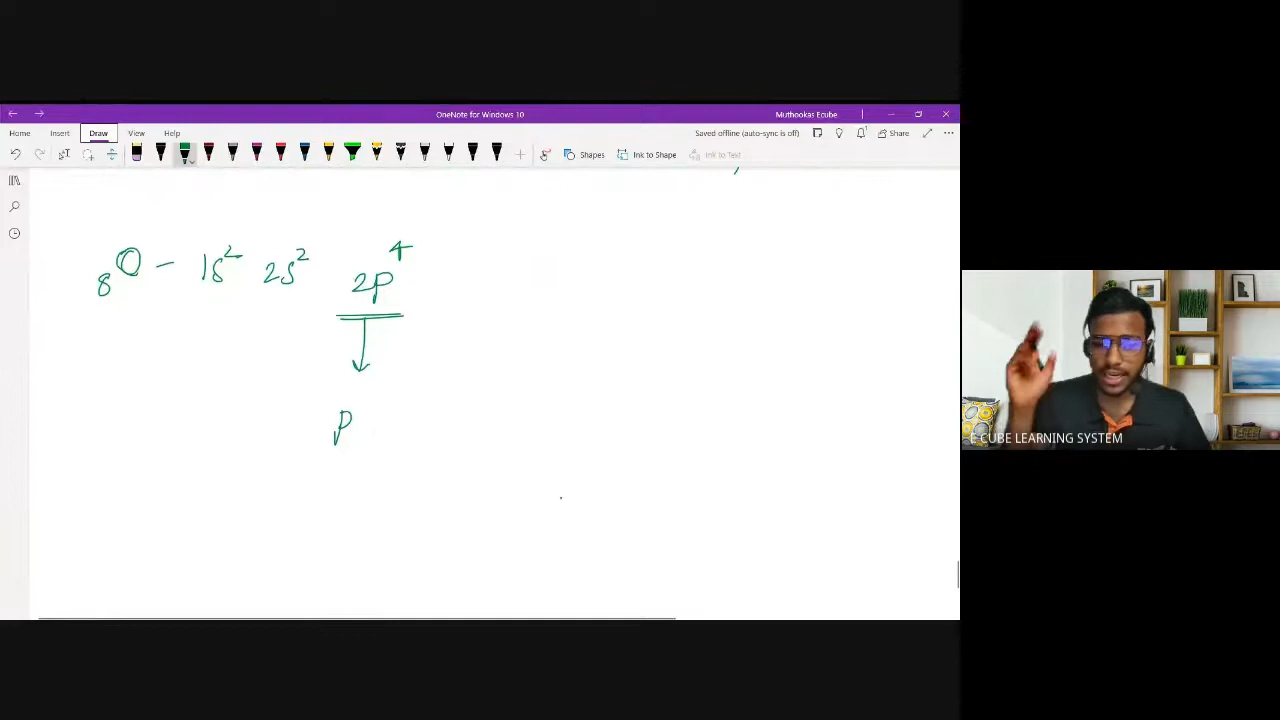 OneNote for Windows 10
Muthookas Ecube
Home Insert Draw View Help
Saved offline (auto-sync is off)
Share
Shapes
Ink to Shape
Ink to Text
8O - 1s2 2s2 2p4
p
E CUBE LEARNING SYSTEM